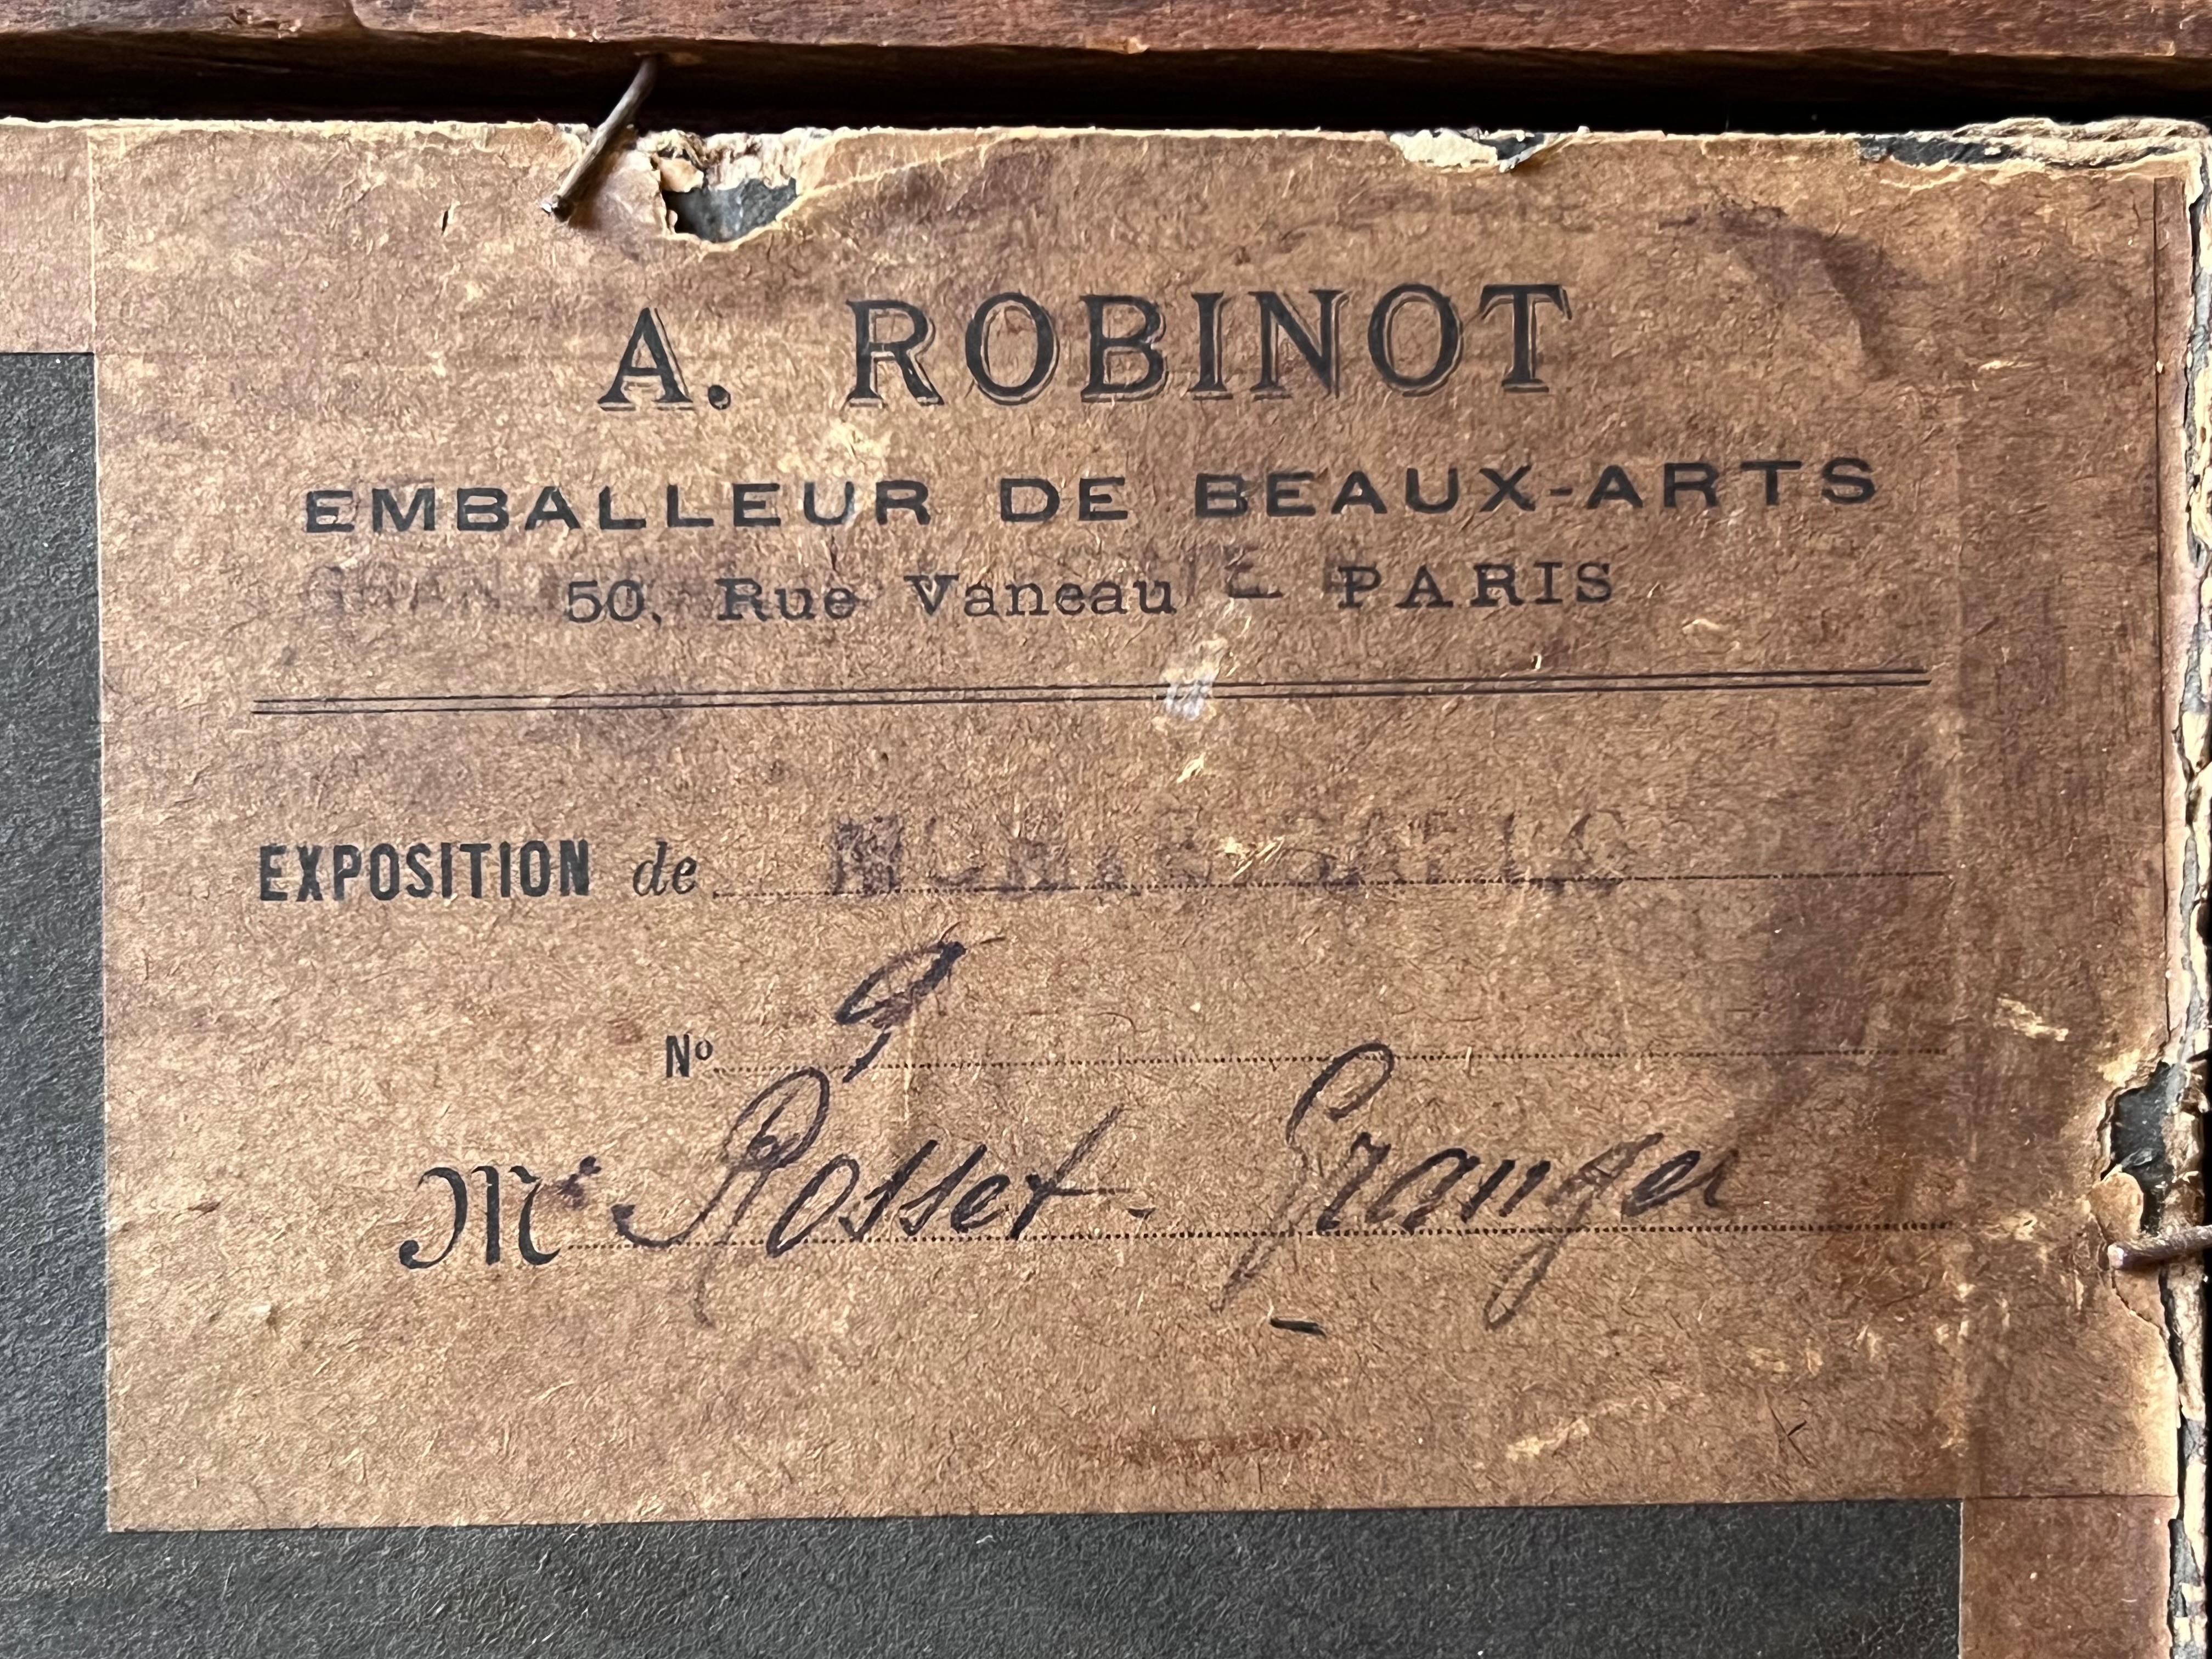 A. ROBINOT
EMBALLEUR DE BEAUX-ARTS
50, Rue Vaneau – PARIS
EXPOSITION de
Nº 9
Mr Rosset-Granger